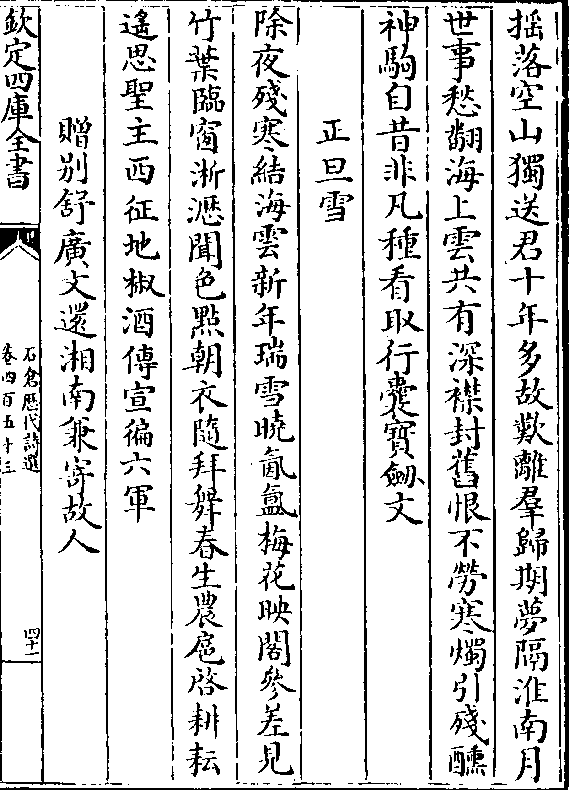 揺落空山獨送君十年多故歎離羣歸期夢隔淮南月
世事愁翻海上雲共有深襟封舊恨不勞寒燭引殘醺
神駒自昔非凡種看取行囊寶劔文
正旦雪
除夜殘寒結海雲新年瑞雪曉氤氲梅花映閣參差見
竹葉臨窗淅瀝聞色點朝衣隨拜舞春生農扈啓耕耘
遙思聖主西征地椒酒傳宣徧六軍
贈別舒廣文還湘南兼寄故人
欽定四庫全書
石倉歷代詩選
卷四百五十三
四十一